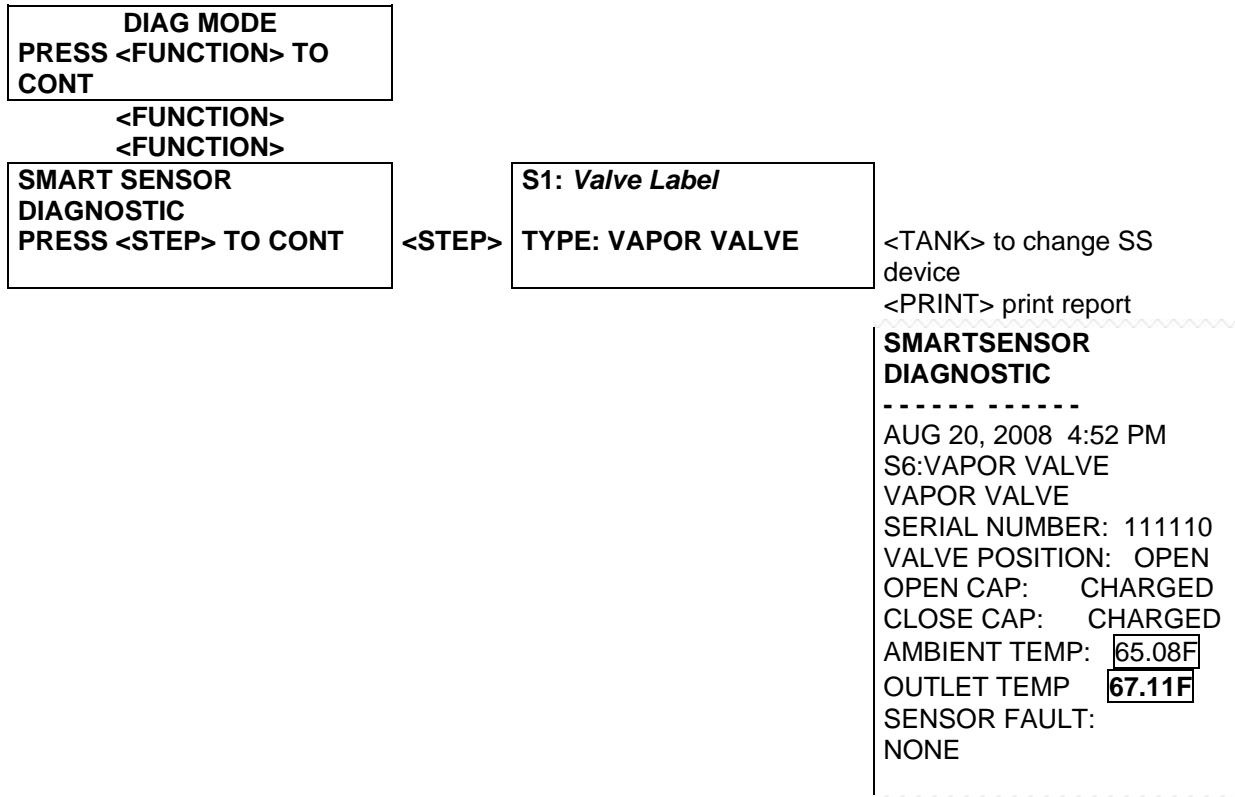 DIAG MODE
PRESS <FUNCTION> TO
CONT
<FUNCTION>
<FUNCTION>
SMART SENSOR
DIAGNOSTIC
PRESS <STEP> TO CONT
<STEP>
S1: Valve Label
TYPE: VAPOR VALVE
<TANK> to change SS
device
<PRINT> print report
SMARTSENSOR
DIAGNOSTIC
- - - - - -  - - - - - -
AUG 20, 2008  4:52 PM
S6:VAPOR VALVE
VAPOR VALVE
SERIAL NUMBER:  111110
VALVE POSITION:   OPEN
OPEN CAP:      CHARGED
CLOSE CAP:     CHARGED
AMBIENT TEMP:   65.08F
OUTLET TEMP    67.11F
SENSOR FAULT:
NONE